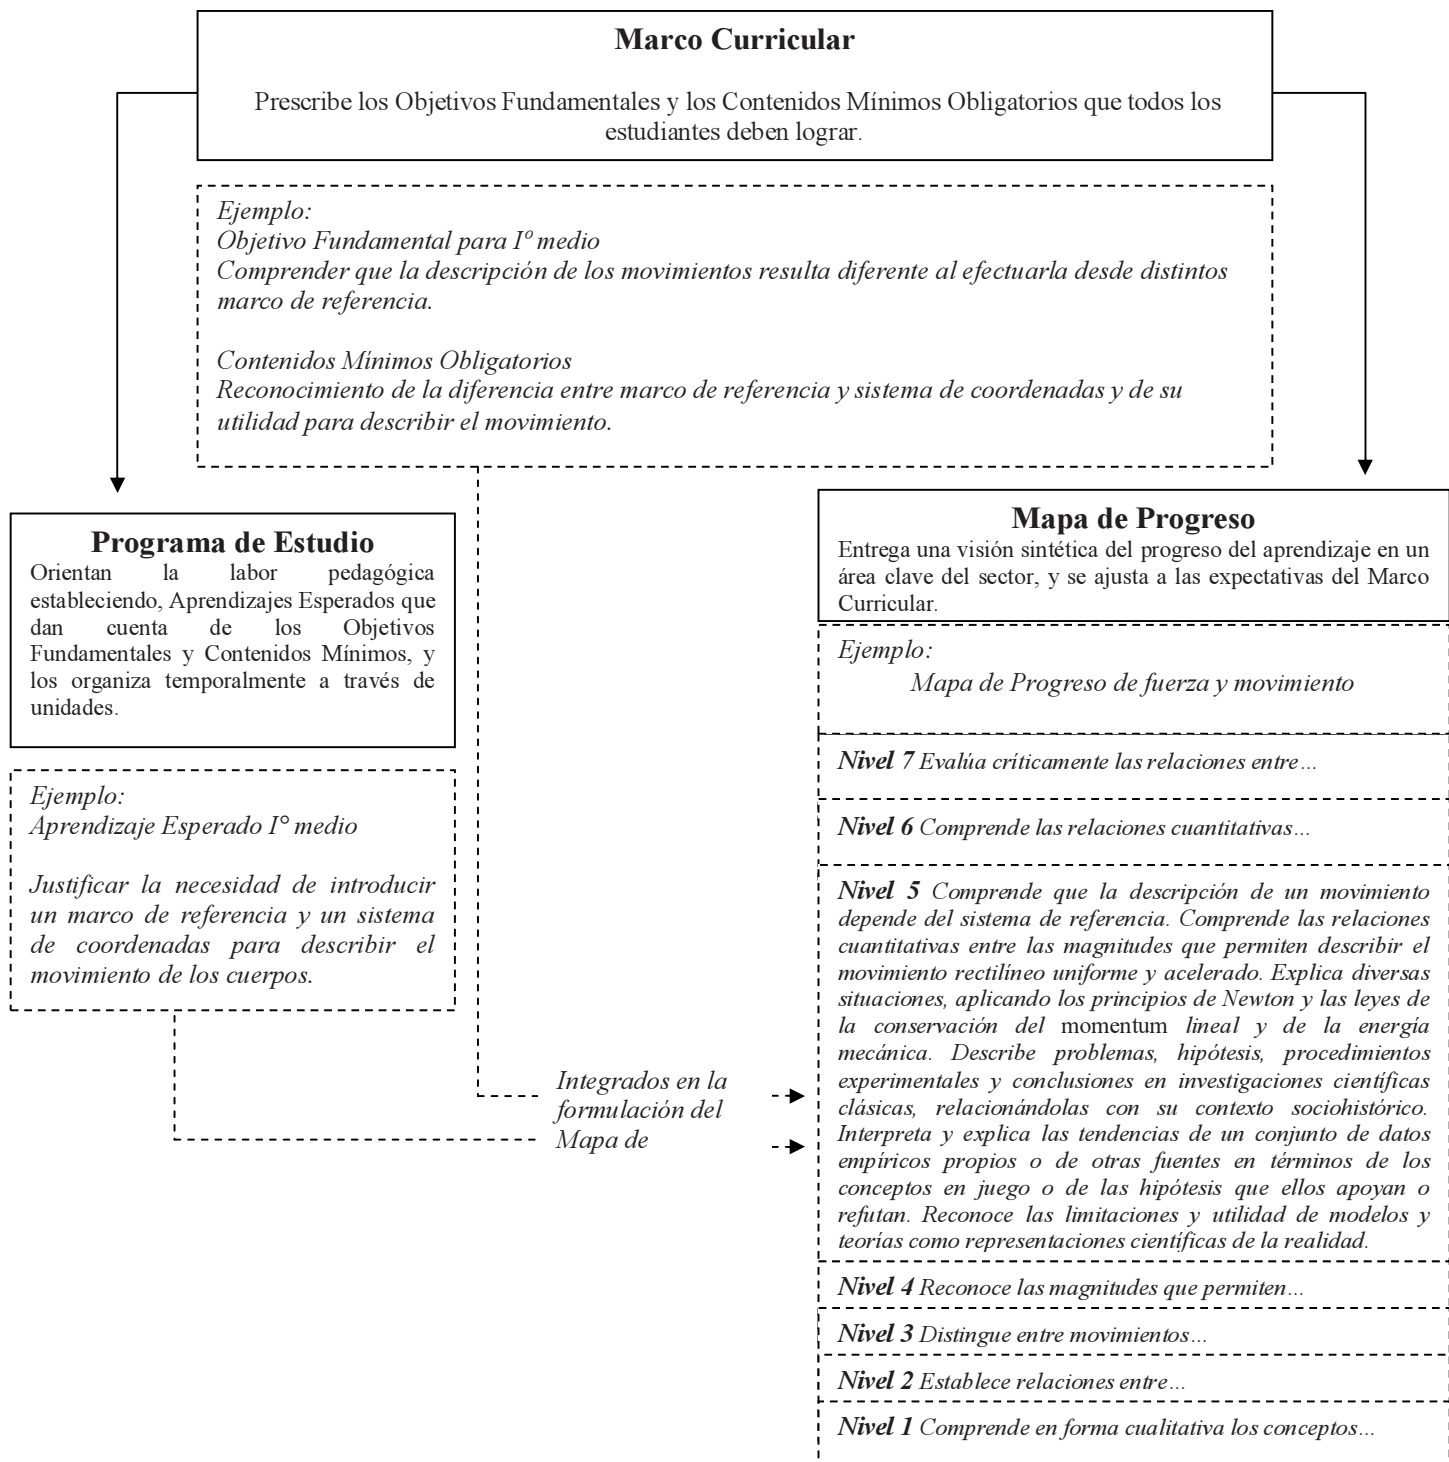 Marco Curricular
Prescribe los Objetivos Fundamentales y los Contenidos Mínimos Obligatorios que todos los
estudiantes deben lograr.
Ejemplo:
Objetivo Fundamental para Iº medio
Comprender que la descripción de los movimientos resulta diferente al efectuarla desde distintos
marco de referencia.
Contenidos Mínimos Obligatorios
Reconocimiento de la diferencia entre marco de referencia y sistema de coordenadas y de su
utilidad para describir el movimiento.
Programa de Estudio
Orientan la labor pedagógica
estableciendo, Aprendizajes Esperados que
dan cuenta de los Objetivos
Fundamentales y Contenidos Mínimos, y
los organiza temporalmente a través de
unidades.
Ejemplo:
Aprendizaje Esperado I° medio
Justificar la necesidad de introducir
un marco de referencia y un sistema
de coordenadas para describir el
movimiento de los cuerpos.
Integrados en la
formulación del
Mapa de
Mapa de Progreso
Entrega una visión sintética del progreso del aprendizaje en un
área clave del sector, y se ajusta a las expectativas del Marco
Curricular.
Ejemplo:
Mapa de Progreso de fuerza y movimiento
Nivel 7 Evalúa críticamente las relaciones entre…
Nivel 6 Comprende las relaciones cuantitativas…
Nivel 5 Comprende que la descripción de un movimiento
depende del sistema de referencia. Comprende las relaciones
cuantitativas entre las magnitudes que permiten describir el
movimiento rectilíneo uniforme y acelerado. Explica diversas
situaciones, aplicando los principios de Newton y las leyes de
la conservación del momentum lineal y de la energía
mecánica. Describe problemas, hipótesis, procedimientos
experimentales y conclusiones en investigaciones científicas
clásicas, relacionándolas con su contexto sociohistórico.
Interpreta y explica las tendencias de un conjunto de datos
empíricos propios o de otras fuentes en términos de los
conceptos en juego o de las hipótesis que ellos apoyan o
refutan. Reconoce las limitaciones y utilidad de modelos y
teorías como representaciones científicas de la realidad.
Nivel 4 Reconoce las magnitudes que permiten…
Nivel 3 Distingue entre movimientos…
Nivel 2 Establece relaciones entre…
Nivel 1 Comprende en forma cualitativa los conceptos…